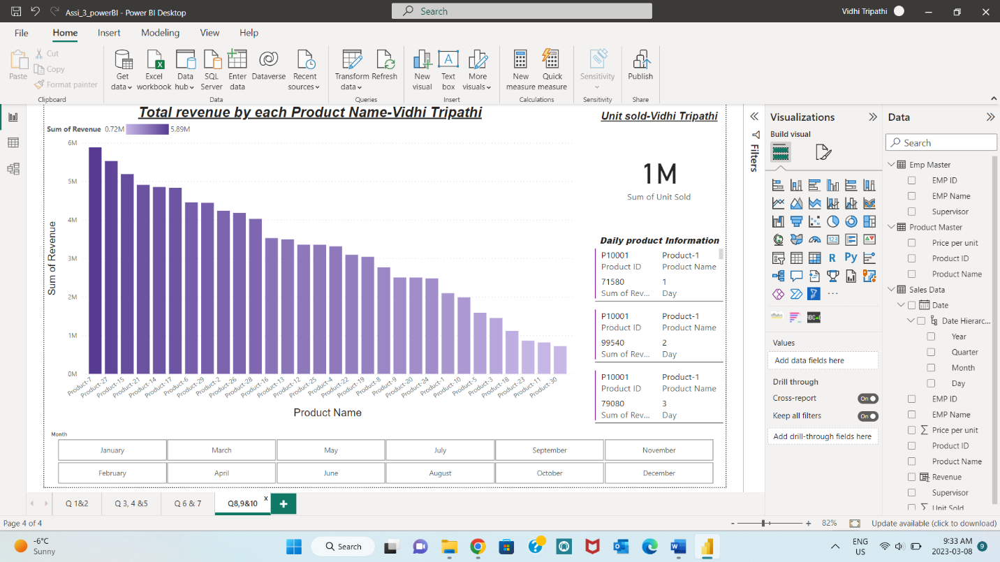 Assi_3_powerBI - Power BI Desktop
Search
Vidhi Tripathi
File Home Insert Modeling View Help
Paste
Cut
Copy
Format painter
Clipboard
Get data
Excel workbook
Data hub
SQL Server
Enter data
Dataverse
Recent sources
Data
Transform data
Refresh
Queries
New visual
Text box
More visuals
Insert
New measure
Quick measure
Calculations
Sensitivity
Sensitivity
Publish
Share
Total revenue by each Product Name-Vidhi Tripathi
Sum of Revenue 0.72M 5.89M
6M
5M
4M
3M
2M
1M
0M
Sum of Revenue
Product-7
Product-27
Product-15
Product-21
Product-14
Product-17
Product-6
Product-29
Product-2
Product-26
Product-28
Product-16
Product-13
Product-12
Product-25
Product-4
Product-22
Product-19
Product-8
Product-9
Product-20
Product-24
Product-1
Product-10
Product-5
Product-3
Product-18
Product-23
Product-11
Product-30
Product Name
Unit sold-Vidhi Tripathi
1M
Sum of Unit Sold
Daily product Information
P10001 Product-1
Product ID Product Name
71580 1
Sum of Rev... Day
P10001 Product-1
Product ID Product Name
99540 2
Sum of Rev... Day
P10001 Product-1
Product ID Product Name
79080 3
Sum of Rev... Day
Month
January March May July September November
February April June August October December
Filters
Visualizations
Build visual
123
R Py
...
Values
Add data fields here
Drill through
Cross-report On
Keep all filters On
Add drill-through fields here
Data
Search
Emp Master
EMP ID
EMP Name
Supervisor
Product Master
Price per unit
Product ID
Product Name
Sales Data
Date
Date Hierarc...
Year
Quarter
Month
Day
EMP ID
EMP Name
Price per unit
Product ID
Product Name
Revenue
Supervisor
Unit Sold
Q 1&2 Q 3, 4 &5 Q 6 & 7 Q8,9&10 x +
Page 4 of 4
- + 82%
Update available (click to download)
-6°C
Sunny
Search
ENG
US
9:33 AM
2023-03-08
9